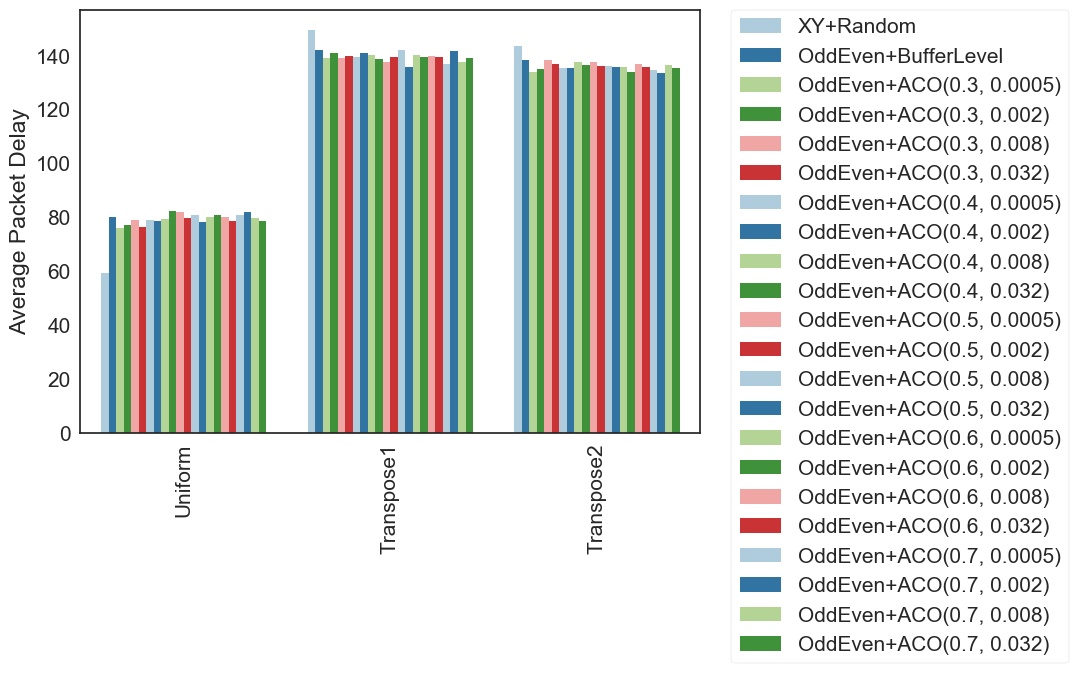 Average Packet Delay
140
120
100
80
60
40
20
0
Uniform
Transpose1
Transpose2
XY+Random
OddEven+BufferLevel
OddEven+ACO(0.3, 0.0005)
OddEven+ACO(0.3, 0.002)
OddEven+ACO(0.3, 0.008)
OddEven+ACO(0.3, 0.032)
OddEven+ACO(0.4, 0.0005)
OddEven+ACO(0.4, 0.002)
OddEven+ACO(0.4, 0.008)
OddEven+ACO(0.4, 0.032)
OddEven+ACO(0.5, 0.0005)
OddEven+ACO(0.5, 0.002)
OddEven+ACO(0.5, 0.008)
OddEven+ACO(0.5, 0.032)
OddEven+ACO(0.6, 0.0005)
OddEven+ACO(0.6, 0.002)
OddEven+ACO(0.6, 0.008)
OddEven+ACO(0.6, 0.032)
OddEven+ACO(0.7, 0.0005)
OddEven+ACO(0.7, 0.002)
OddEven+ACO(0.7, 0.008)
OddEven+ACO(0.7, 0.032)